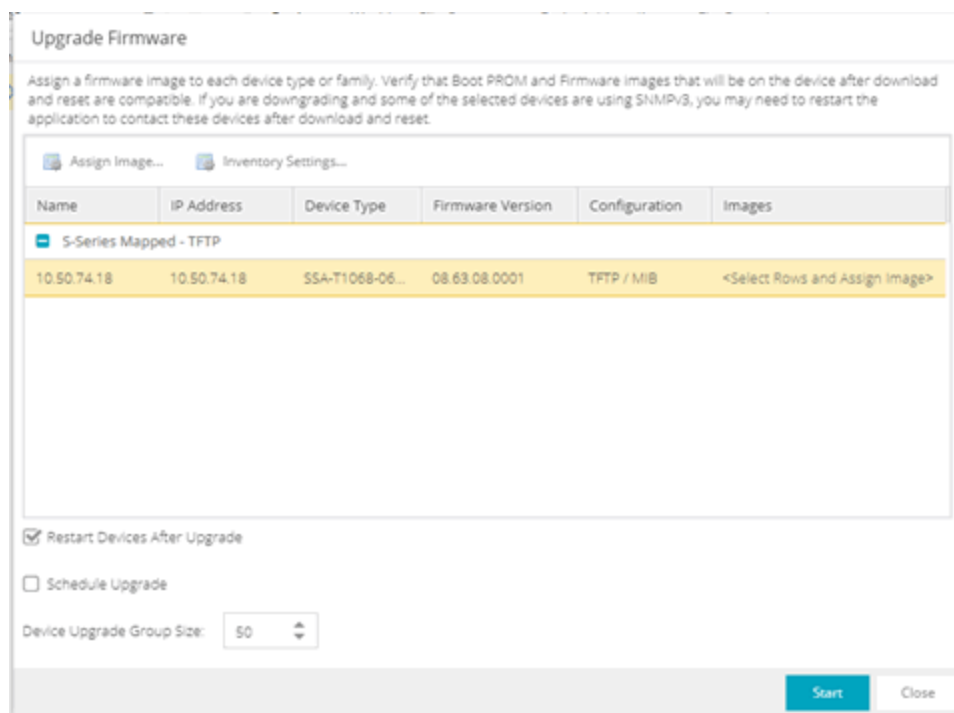 Upgrade Firmware
Assign a firmware image to each device type or family. Verify that Boot PROM and Firmware images that will be on the device after download
and reset are compatible. If you are downgrading and some of the selected devices are using SNMPv3, you may need to restart the
application to contact these devices after download and reset.
Assign Image... Inventory Settings...
Name IP Address Device Type Firmware Version Configuration Images
S-Series Mapped - TFTP
10.50.74.18 10.50.74.18 SSA-T1068-06... 08.63.08.0001 TFTP / MIB <Select Rows and Assign Image>
Restart Devices After Upgrade
Schedule Upgrade
Device Upgrade Group Size: 50
Start Close